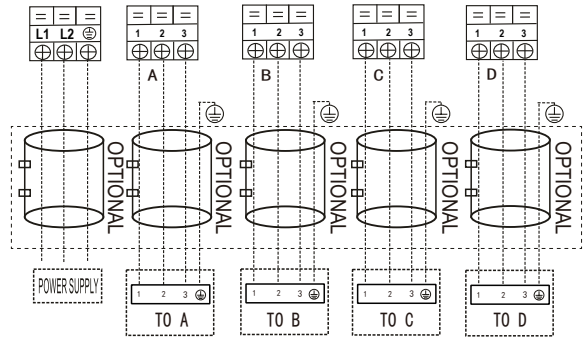 L1 L2
1 2 3
1 2 3
1 2 3
1 2 3
A
B
C
D
OPTIONAL
OPTIONAL
OPTIONAL
OPTIONAL
OPTIONAL
POWER SUPPLY
1 2 3
TO A
1 2 3
TO B
1 2 3
TO C
1 2 3
TO D